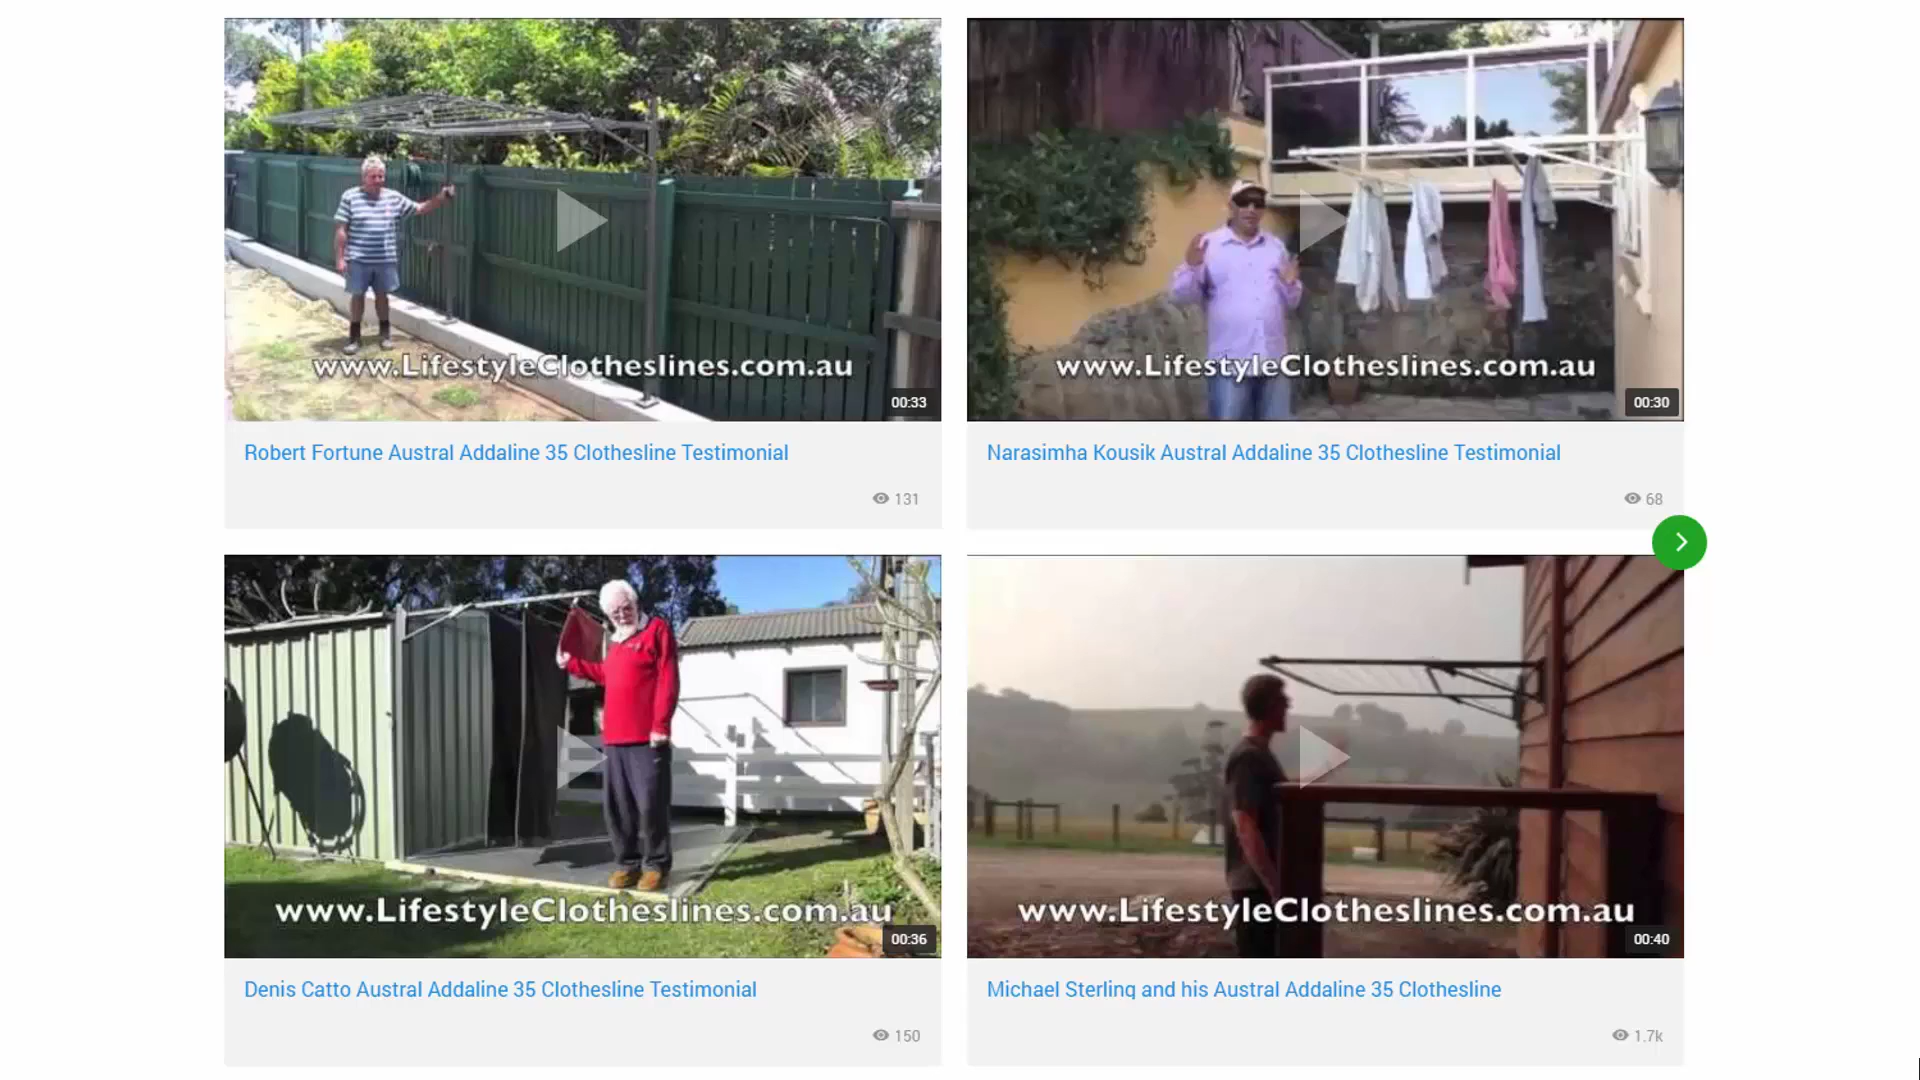 www.LifestyleClotheslines.com.au
00:33
Robert Fortune Austral Addaline 35 Clothesline Testimonial
131
www.LifestyleClotheslines.com.au
00:30
Narasimha Kousik Austral Addaline 35 Clothesline Testimonial
68
www.LifestyleClotheslines.com.au
00:36
Denis Catto Austral Addaline 35 Clothesline Testimonial
150
www.LifestyleClotheslines.com.au
00:40
Michael Sterling and his Austral Addaline 35 Clothesline
1.7k